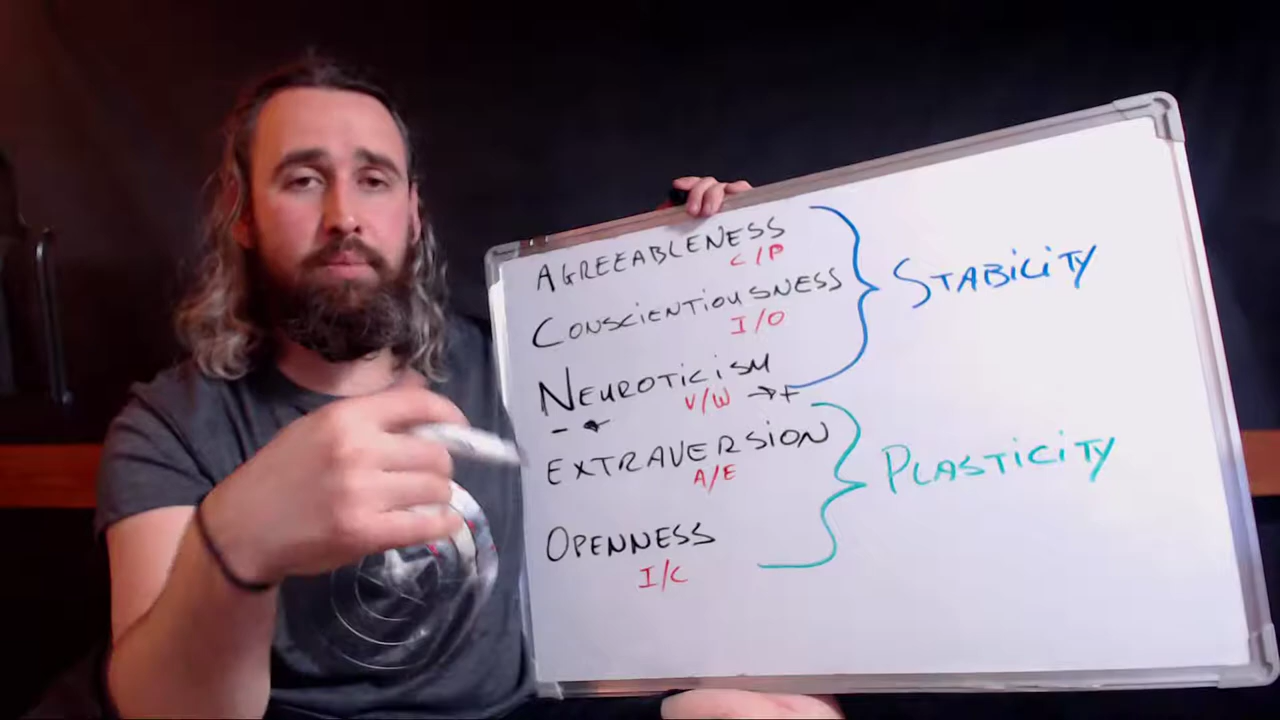 AGREEABLENESS
C/P
CONSCIENTIOUSNESS
I/O
STABILITY
NEUROTICISM
V/W → +
- ←
EXTRAVERSION
A/E
PLASTICITY
OPENNESS
I/C